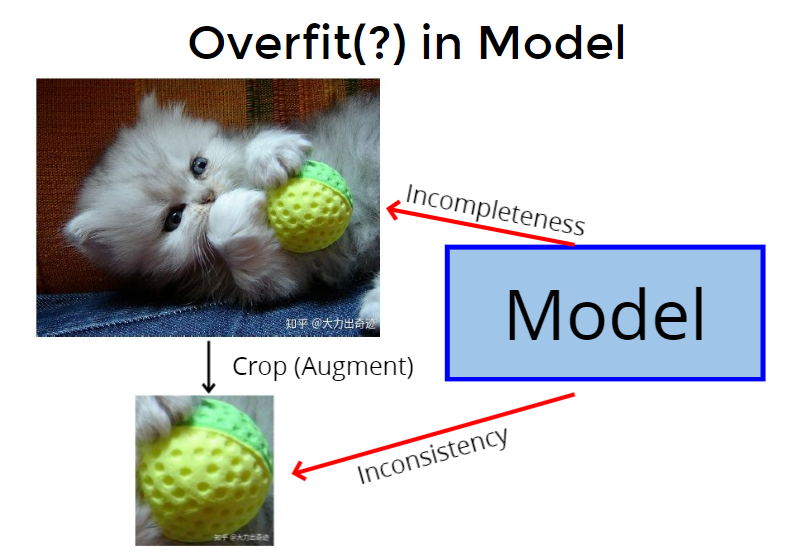 Overfit(?) in Model
Incompleteness
Model
知乎 @大力出奇迹
Crop (Augment)
Inconsistency
知乎 @大力出奇迹